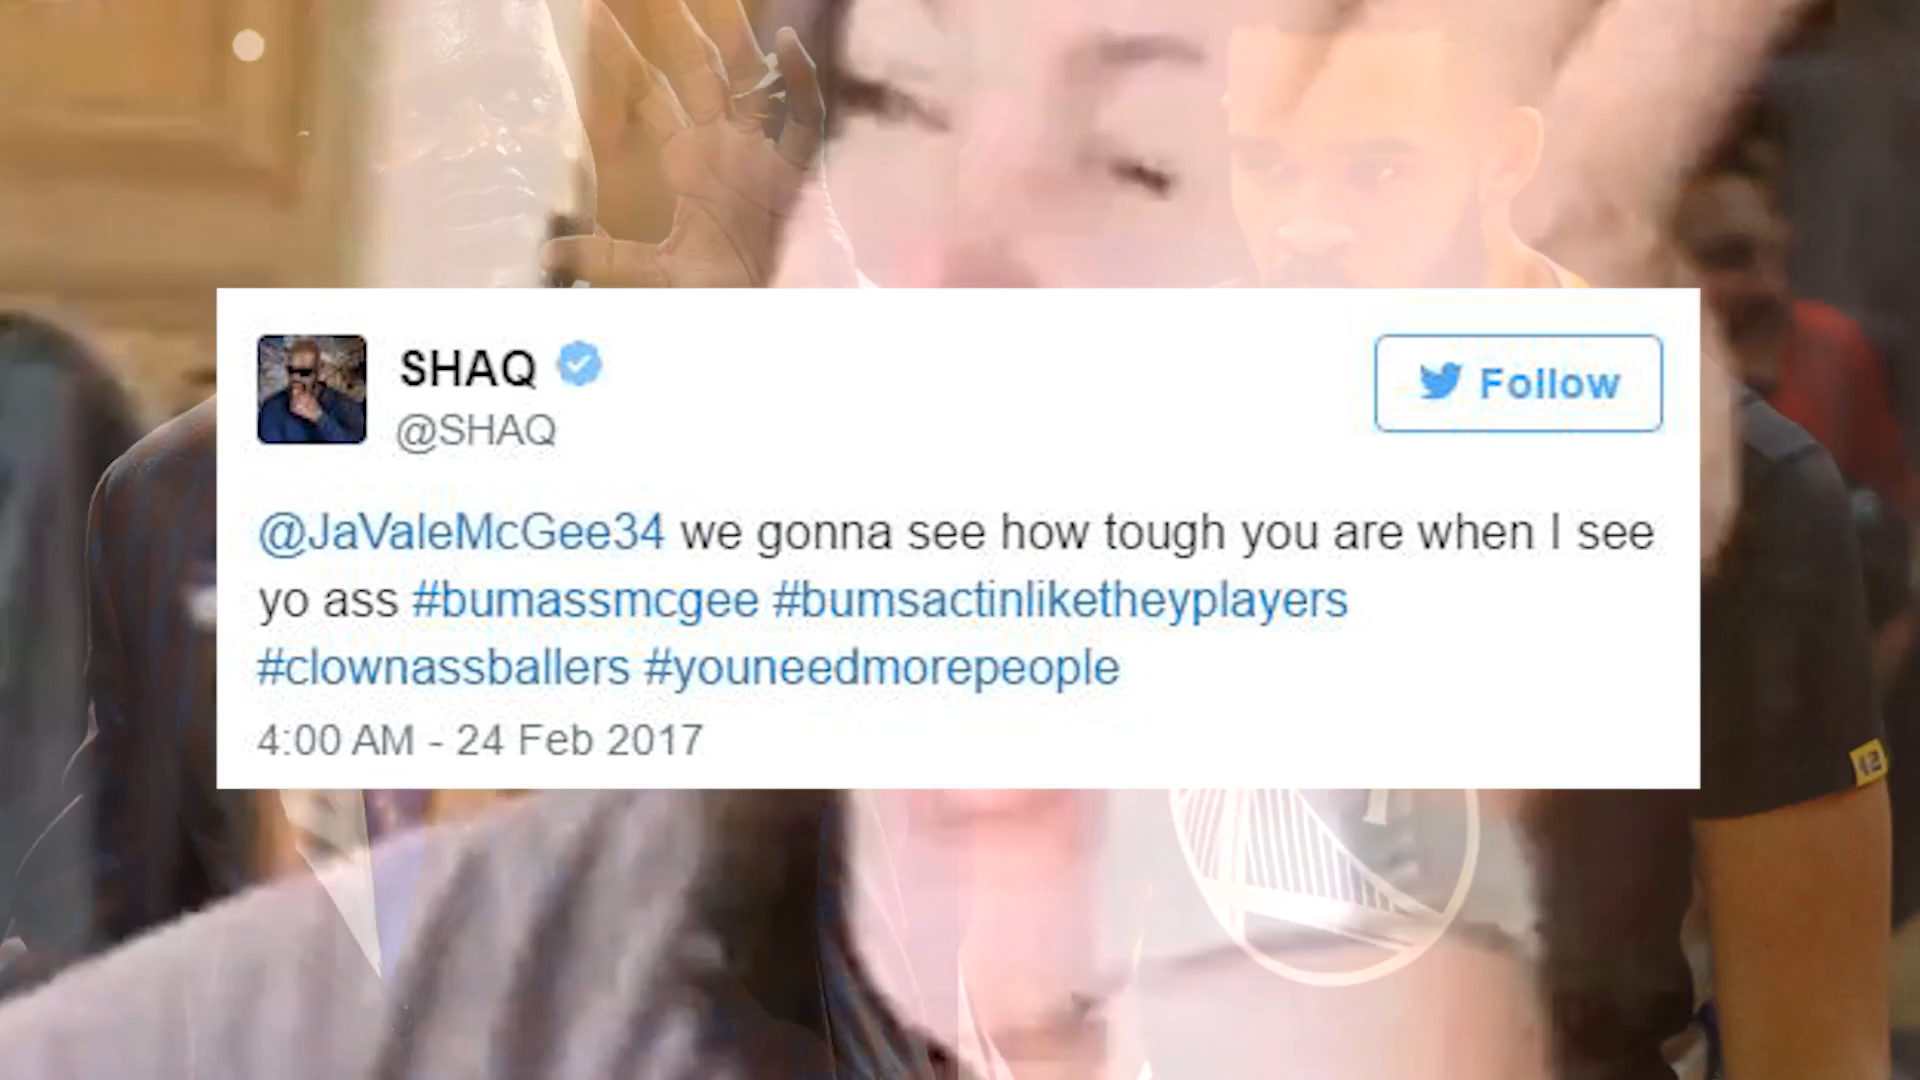 SHAQ
@SHAQ
Follow
@JaValeMcGee34 we gonna see how tough you are when I see
yo ass #bumassmcgee #bumsactinliketheyplayers
#clownassballers #youneedmorepeople
4:00 AM - 24 Feb 2017
12